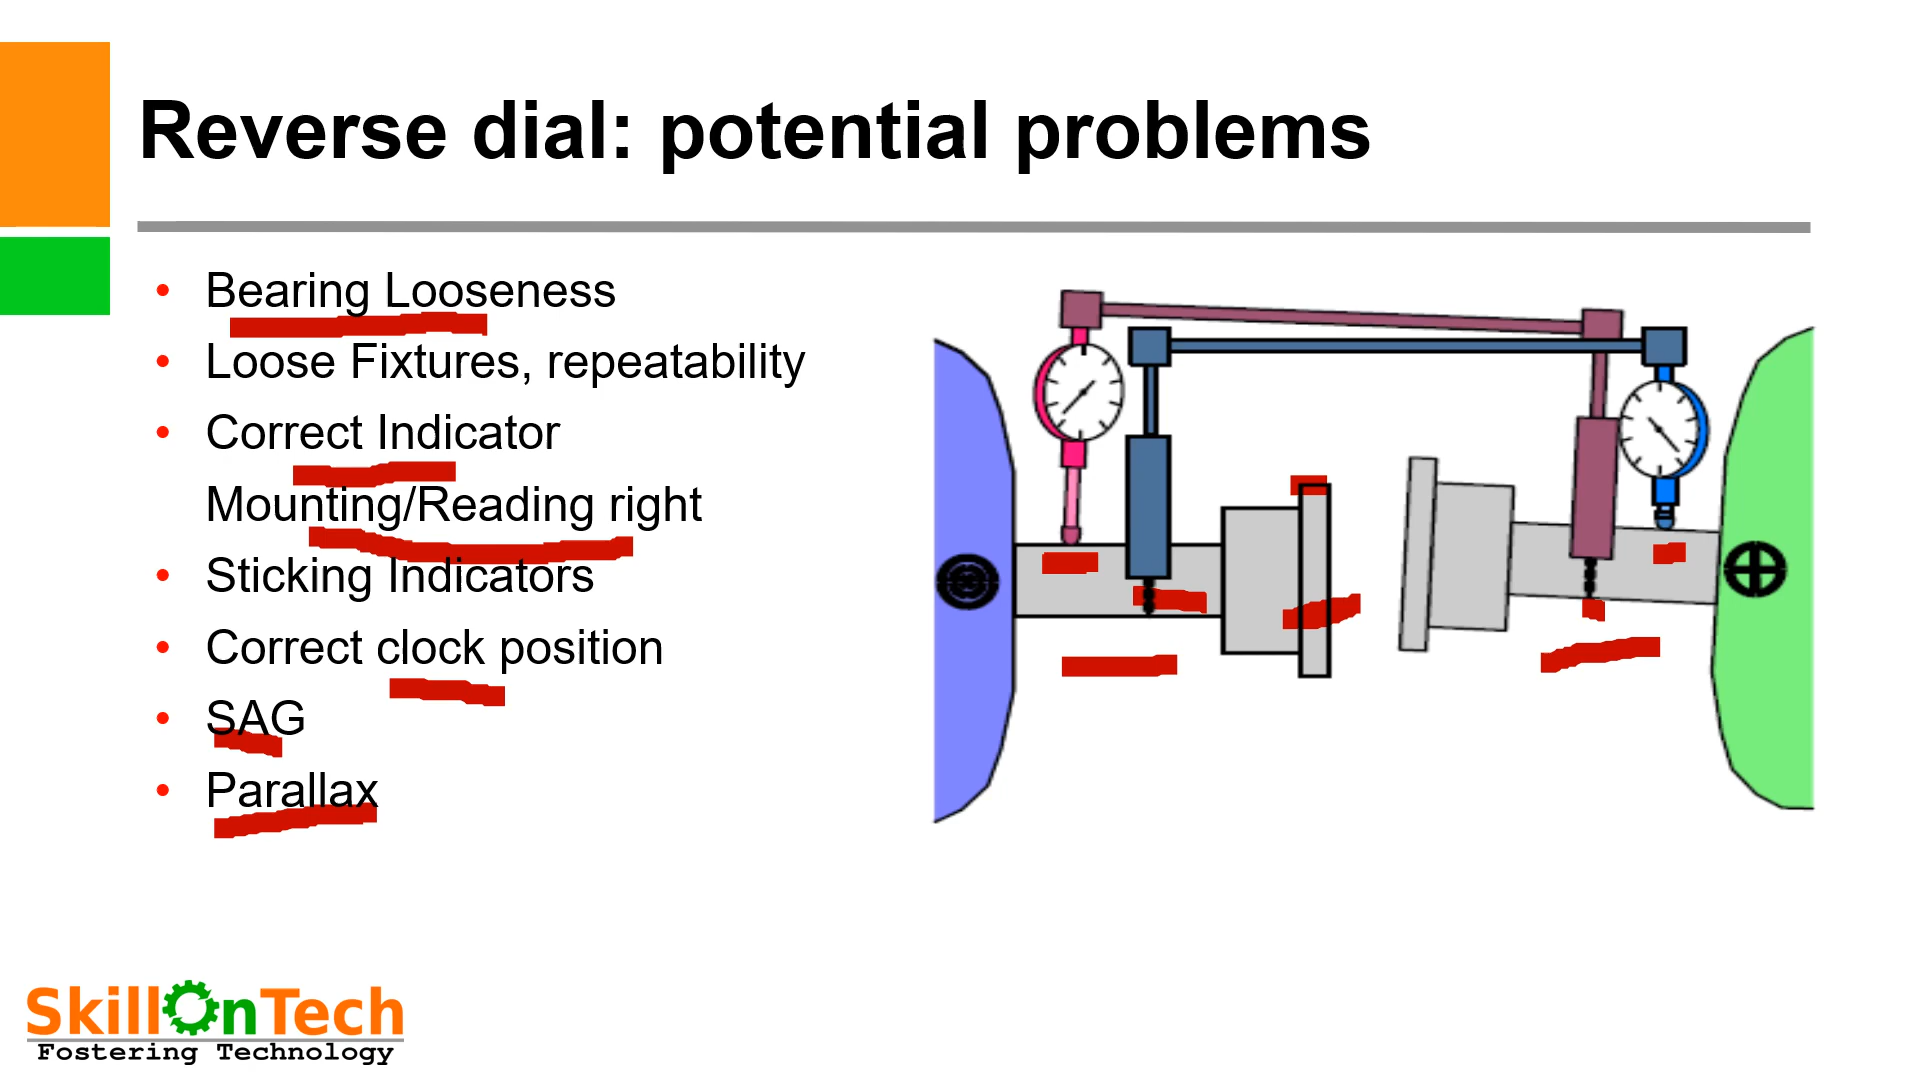 Reverse dial: potential problems
• Bearing Looseness
• Loose Fixtures, repeatability
• Correct Indicator
Mounting/Reading right
• Sticking Indicators
• Correct clock position
• SAG
• Parallax
SkillOnTech
Fostering Technology